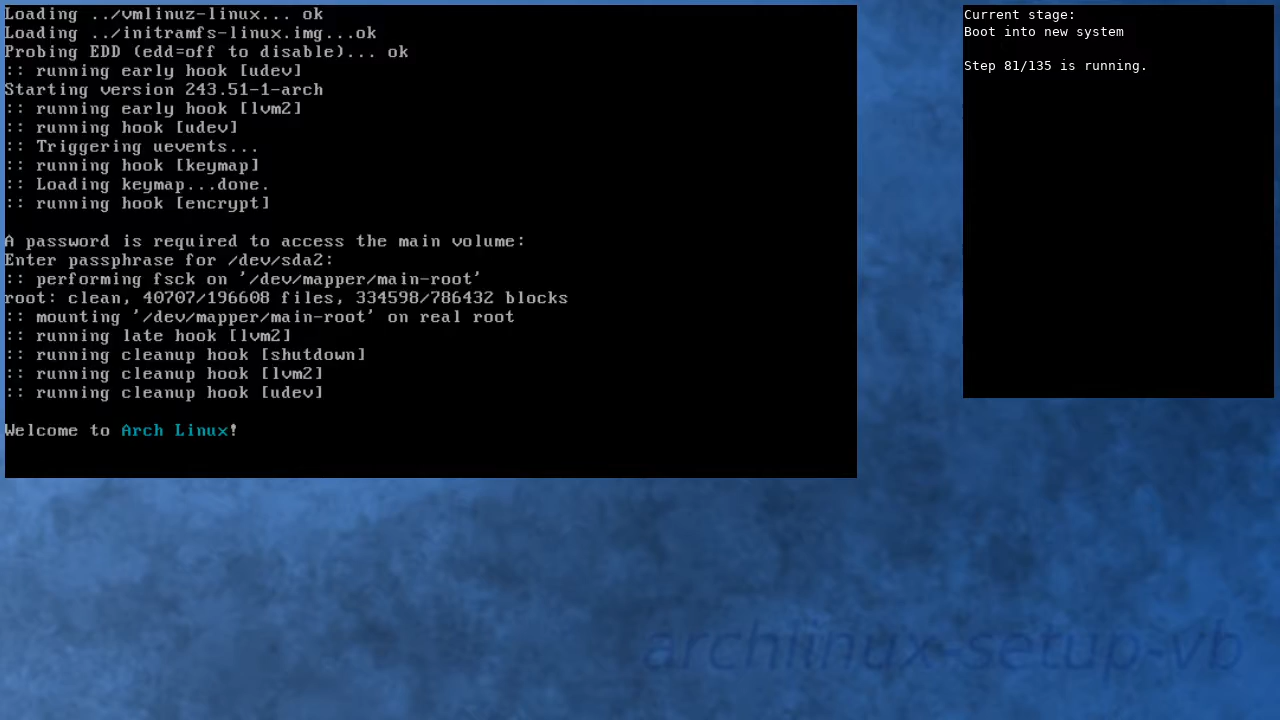 Loading ../vmlinuz-linux... ok
Loading ../initramfs-linux.img...ok
Probing EDD (edd=off to disable)... ok
:: running early hook [udev]
Starting version 243.51-1-arch
:: running early hook [lvm2]
:: running hook [udev]
:: Triggering uevents...
:: running hook [keymap]
:: Loading keymap...done.
:: running hook [encrypt]
A password is required to access the main volume:
Enter passphrase for /dev/sda2:
:: performing fsck on '/dev/mapper/main-root'
root: clean, 40707/196608 files, 334598/786432 blocks
:: mounting '/dev/mapper/main-root' on real root
:: running late hook [lvm2]
:: running cleanup hook [shutdown]
:: running cleanup hook [lvm2]
:: running cleanup hook [udev]
Welcome to Arch Linux!
Current stage:
Boot into new system
Step 81/135 is running.
archlinux-setup-vb